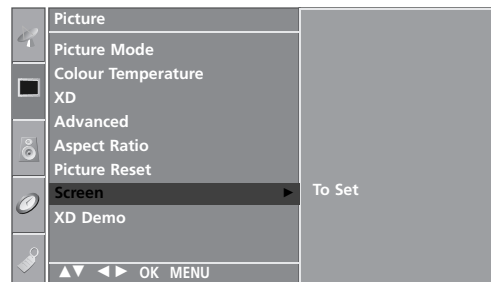 Picture
Picture Mode
Colour Temperature
XD
Advanced
Aspect Ratio
Picture Reset
Screen ► To Set
XD Demo
▲▼ ◄► OK MENU